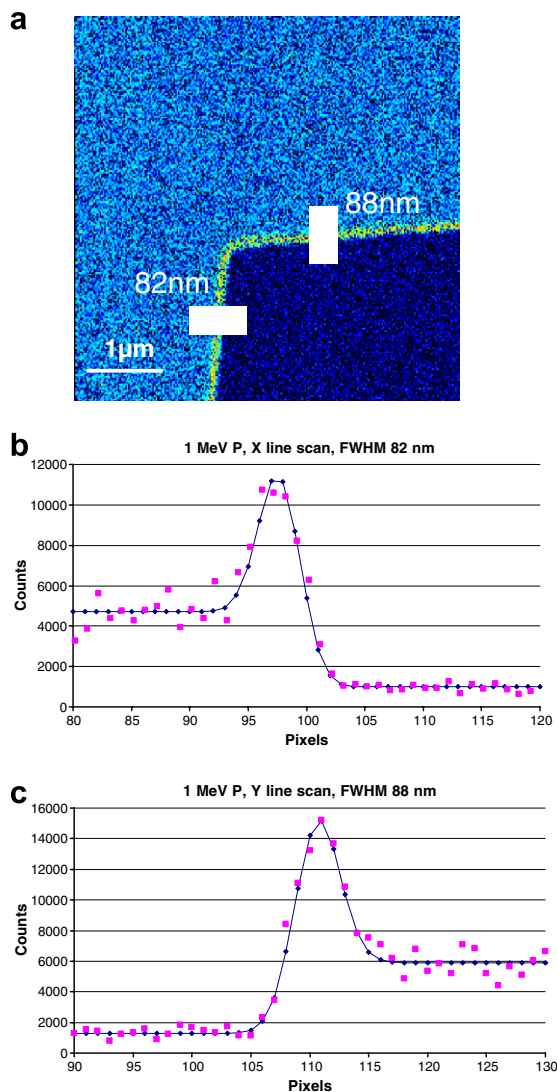 a
88nm
82nm
1µm
b
1 MeV P, X line scan, FWHM 82 nm
12000
10000
8000
6000
4000
2000
0
Counts
80 85 90 95 100 105 110 115 120
Pixels
c
1 MeV P, Y line scan, FWHM 88 nm
16000
14000
12000
10000
8000
6000
4000
2000
0
Counts
90 95 100 105 110 115 120 125 130
Pixels